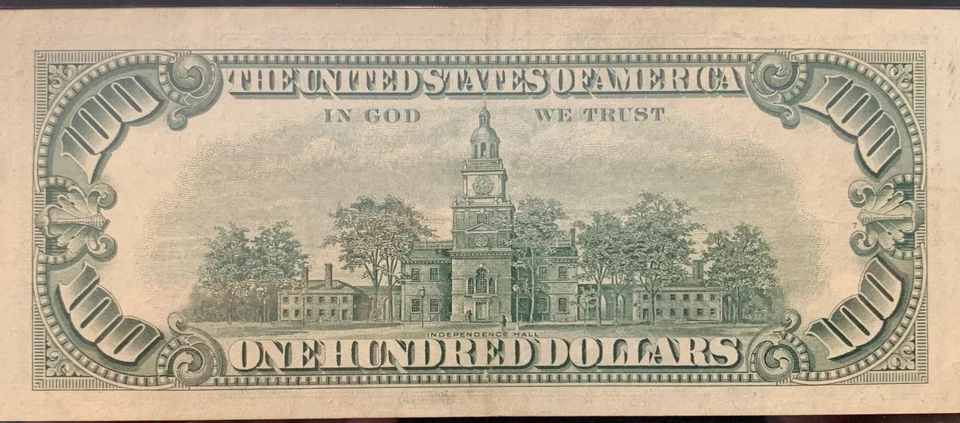 THE UNITED STATES OF AMERICA
IN GOD WE TRUST
100 100
INDEPENDENCE HALL
100 100
ONE HUNDRED DOLLARS